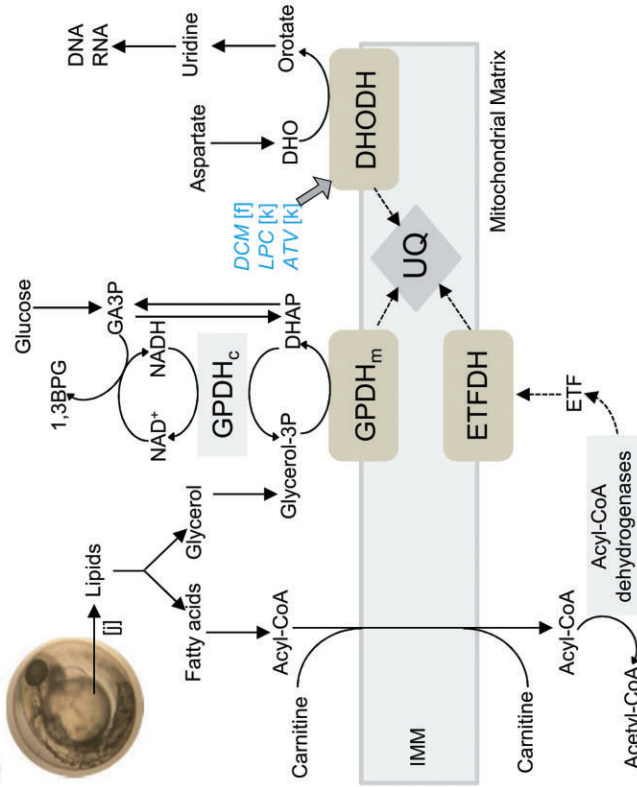 Lipids
[j]
Fatty acids
Glycerol
Acyl-CoA
Carnitine
Glucose
1,3BPG
GA3P
NAD⁺
NADH
GPDHc
Glycerol-3P
DHAP
DCM [f]
LPC [k]
ATV [k]
Aspartate
DHO
Orotate
Uridine
DNA
RNA
IMM
GPDHm
UQ
DHODH
ETFDH
Mitochondrial Matrix
Carnitine
Acyl-CoA
Acetyl-CoA
Acyl-CoA
dehydrogenases
ETF